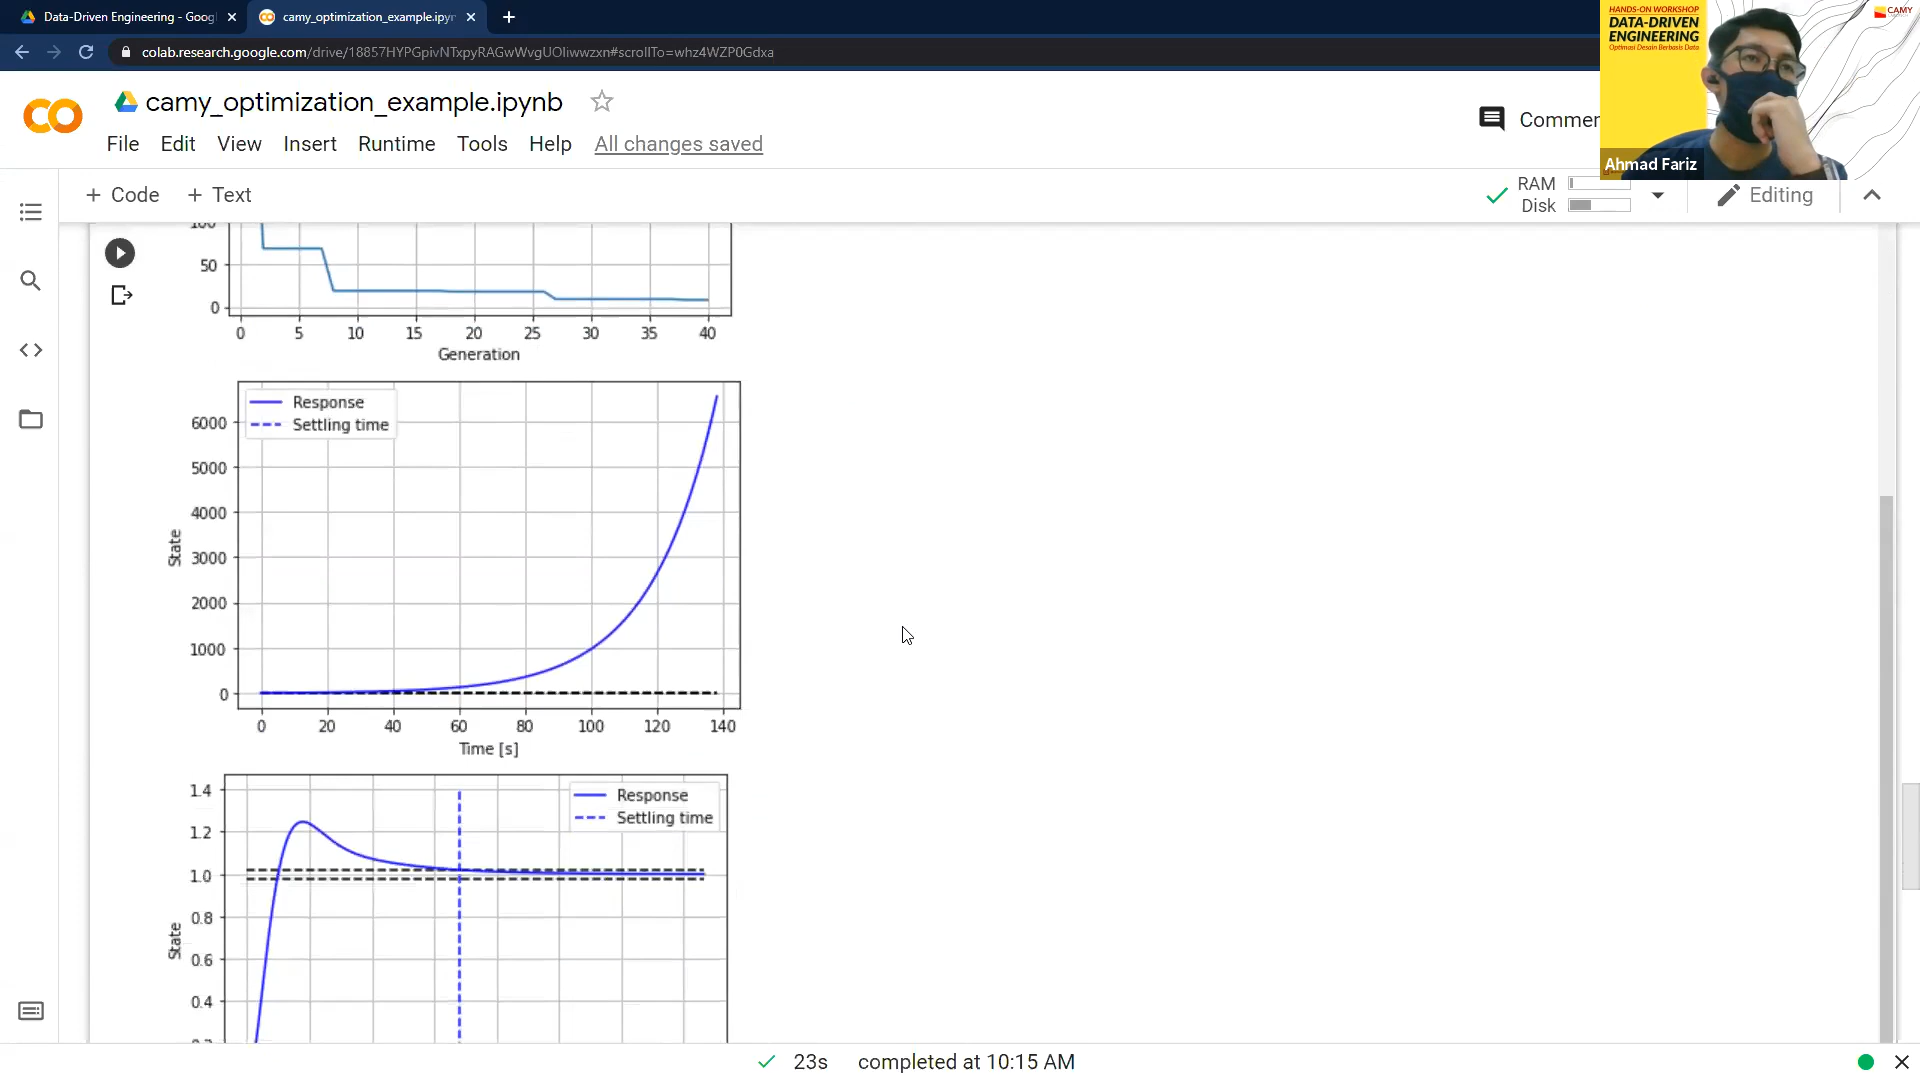 Data-Driven Engineering - Goog
camy_optimization_example.ipyn
colab.research.google.com/drive/18857HYPGpivNTxpyRAGwWvgUOIiwwzxn#scrollTo=whz4WZP0Gdxa
HANDS-ON WORKSHOP
DATA-DRIVEN
ENGINEERING
Optimasi Desain Berbasis Data
CAMY
Ahmad Fariz
CO
camy_optimization_example.ipynb
File Edit View Insert Runtime Tools Help All changes saved
Commen
+ Code + Text
RAM
Disk
Editing
100
50
0
0 5 10 15 20 25 30 35 40
Generation
Response
Settling time
6000
5000
4000
3000
2000
1000
0
State
0 20 40 60 80 100 120 140
Time [s]
Response
Settling time
1.4
1.2
1.0
0.8
0.6
0.4
State
23s completed at 10:15 AM